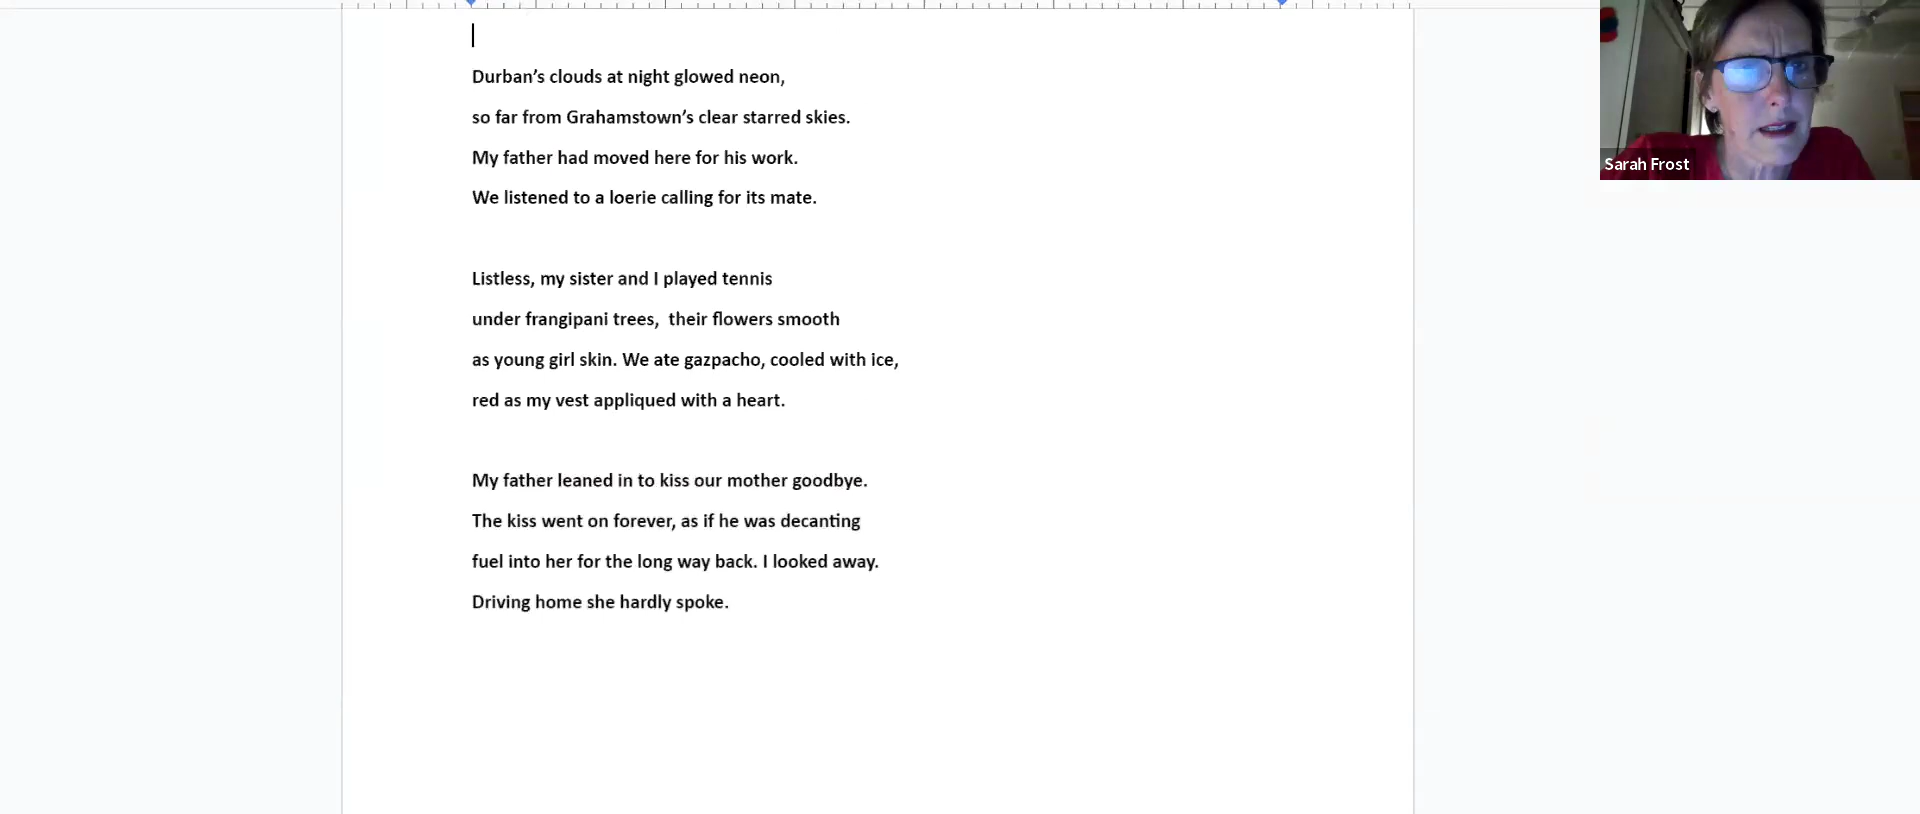 Durban’s clouds at night glowed neon,
so far from Grahamstown’s clear starred skies.
My father had moved here for his work.
We listened to a loerie calling for its mate.
Listless, my sister and I played tennis
under frangipani trees,  their flowers smooth
as young girl skin. We ate gazpacho, cooled with ice,
red as my vest appliqued with a heart.
My father leaned in to kiss our mother goodbye.
The kiss went on forever, as if he was decanting
fuel into her for the long way back. I looked away.
Driving home she hardly spoke.
Sarah Frost